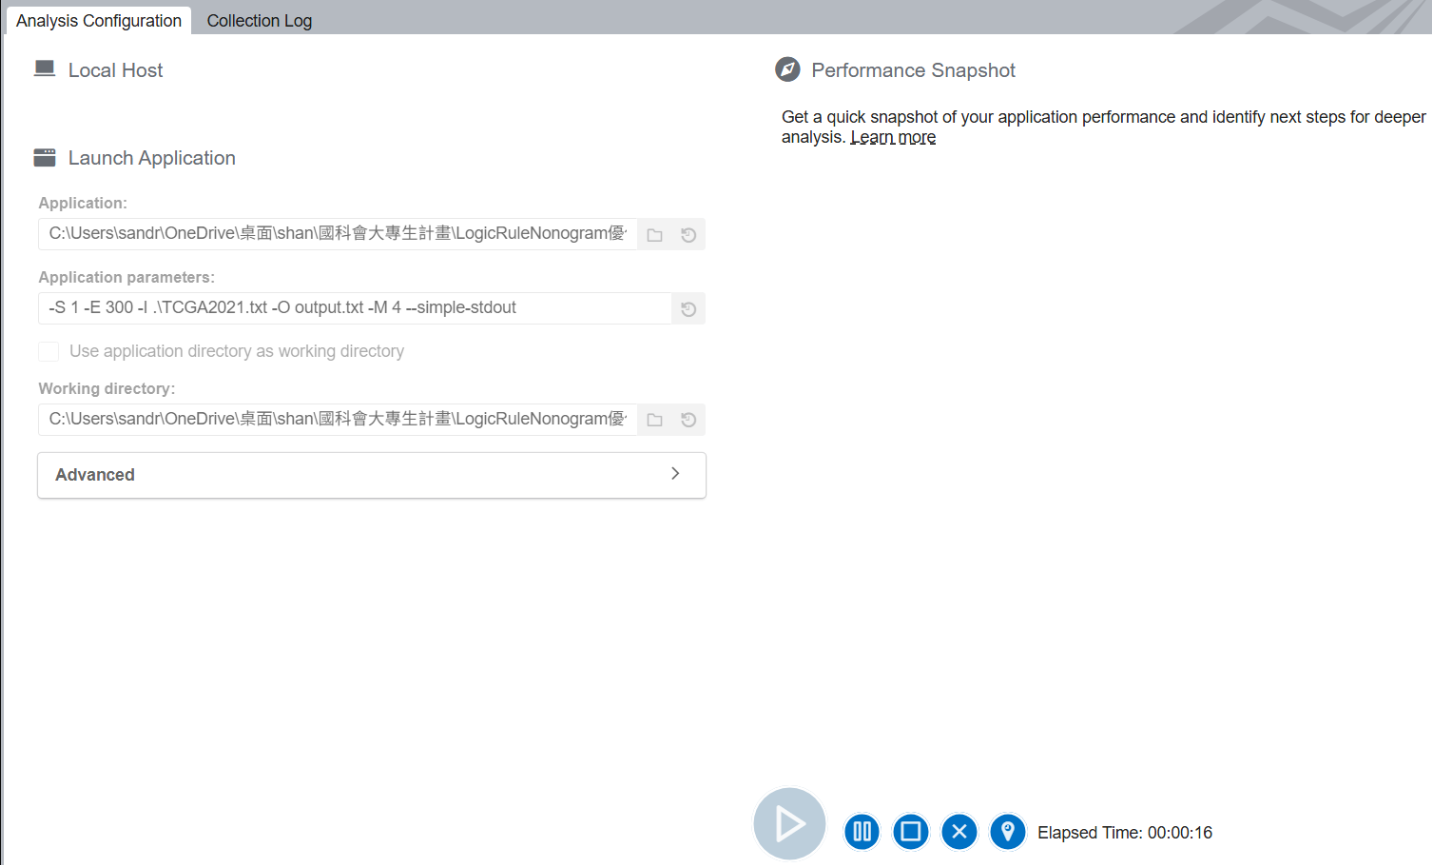 Analysis Configuration
Collection Log
Local Host
Launch Application
Application:
C:\Users\sandr\OneDrive\桌面\shan\國科會大專生計畫\LogicRuleNonogram優
Application parameters:
-S 1 -E 300 -I .\TCGA2021.txt -O output.txt -M 4 --simple-stdout
Use application directory as working directory
Working directory:
C:\Users\sandr\OneDrive\桌面\shan\國科會大專生計畫\LogicRuleNonogram優
Advanced
Performance Snapshot
Get a quick snapshot of your application performance and identify next steps for deeper
analysis. Learn more
Elapsed Time: 00:00:16